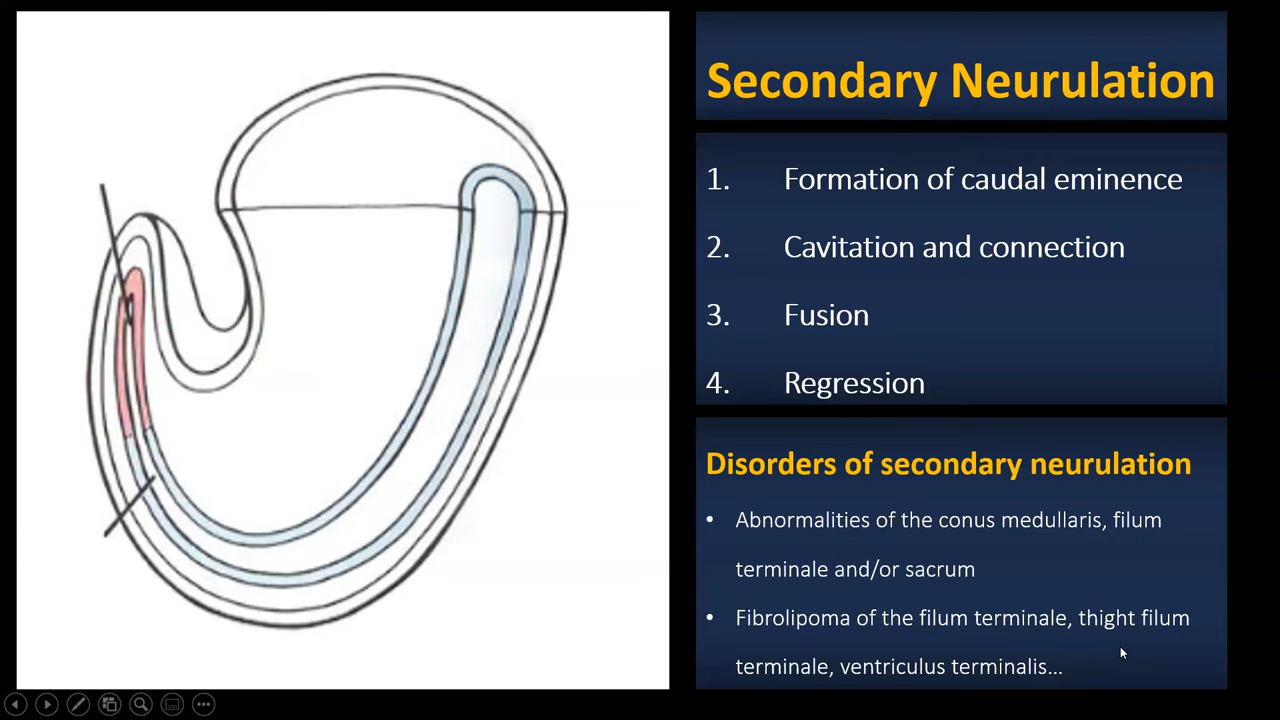 Secondary Neurulation
1. Formation of caudal eminence
2. Cavitation and connection
3. Fusion
4. Regression
Disorders of secondary neurulation
• Abnormalities of the conus medullaris, filum
terminale and/or sacrum
• Fibrolipoma of the filum terminale, thight filum
terminale, ventriculus terminalis...